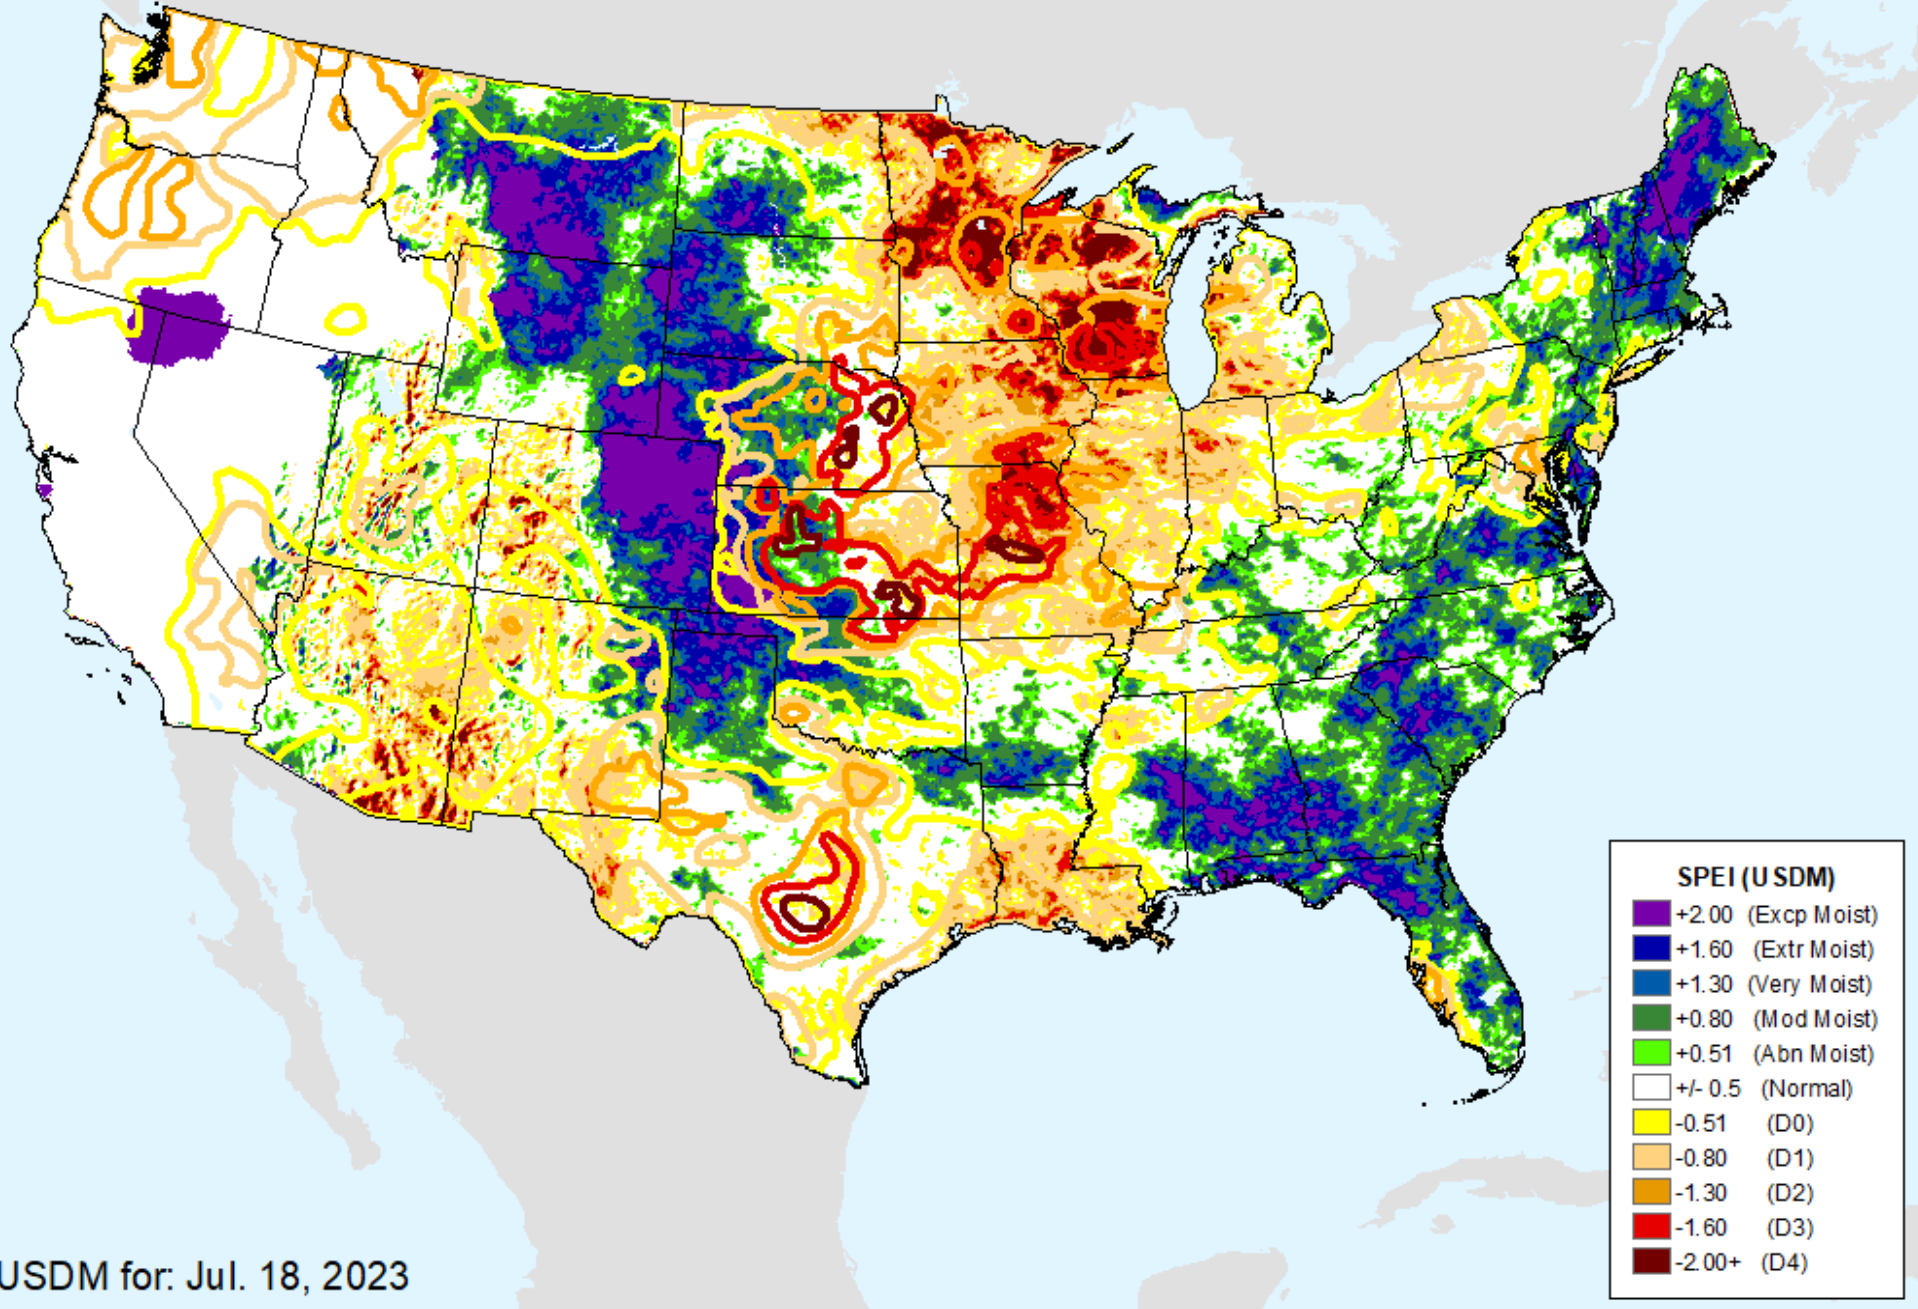 SPEI (USDM)
+2.00 (Excp Moist)
+1.60 (Extr Moist)
+1.30 (Very Moist)
+0.80 (Mod Moist)
+0.51 (Abn Moist)
+/- 0.5 (Normal)
-0.51 (D0)
-0.80 (D1)
-1.30 (D2)
-1.60 (D3)
-2.00+ (D4)
USDM for: Jul. 18, 2023